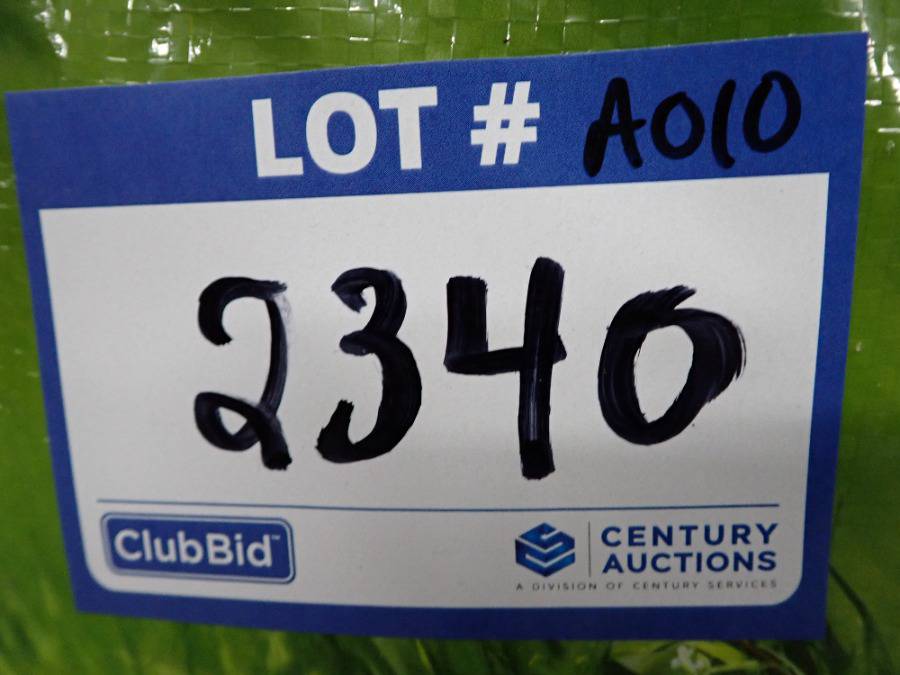 LOT # A010
2340
ClubBid™
CENTURY
AUCTIONS
A DIVISION OF CENTURY SERVICES